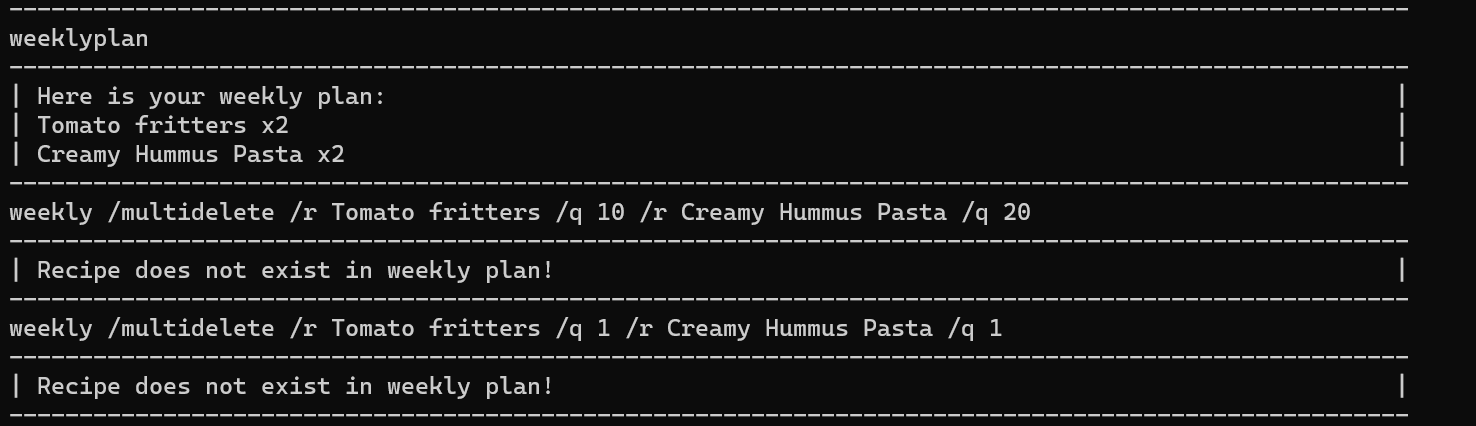 weeklyplan
| Here is your weekly plan: |
| Tomato fritters x2 |
| Creamy Hummus Pasta x2 |
weekly /multidelete /r Tomato fritters /q 10 /r Creamy Hummus Pasta /q 20
| Recipe does not exist in weekly plan! |
weekly /multidelete /r Tomato fritters /q 1 /r Creamy Hummus Pasta /q 1
| Recipe does not exist in weekly plan! |